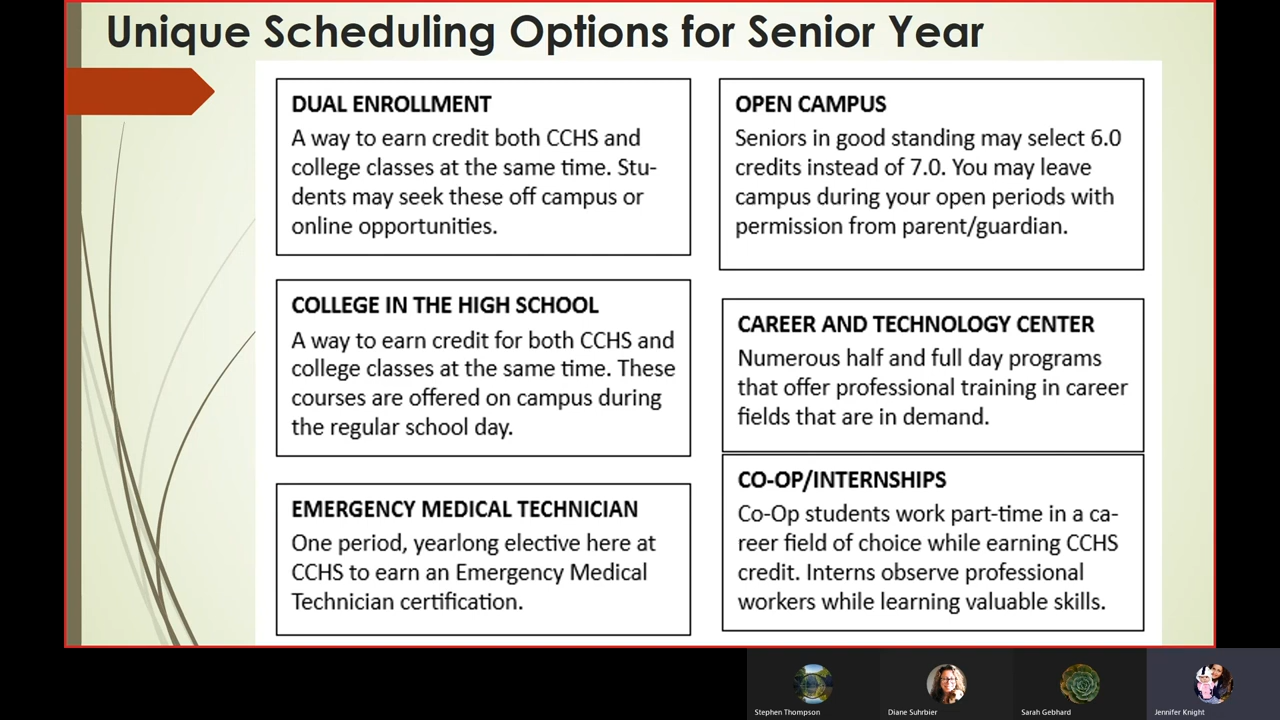 Unique Scheduling Options for Senior Year
DUAL ENROLLMENT
A way to earn credit both CCHS and
college classes at the same time. Stu-
dents may seek these off campus or
online opportunities.
COLLEGE IN THE HIGH SCHOOL
A way to earn credit for both CCHS and
college classes at the same time. These
courses are offered on campus during
the regular school day.
EMERGENCY MEDICAL TECHNICIAN
One period, yearlong elective here at
CCHS to earn an Emergency Medical
Technician certification.
OPEN CAMPUS
Seniors in good standing may select 6.0
credits instead of 7.0. You may leave
campus during your open periods with
permission from parent/guardian.
CAREER AND TECHNOLOGY CENTER
Numerous half and full day programs
that offer professional training in career
fields that are in demand.
CO-OP/INTERNSHIPS
Co-Op students work part-time in a ca-
reer field of choice while earning CCHS
credit. Interns observe professional
workers while learning valuable skills.
Stephen Thompson
Diane Suhrbier
Sarah Gebhard
Jennifer Knight